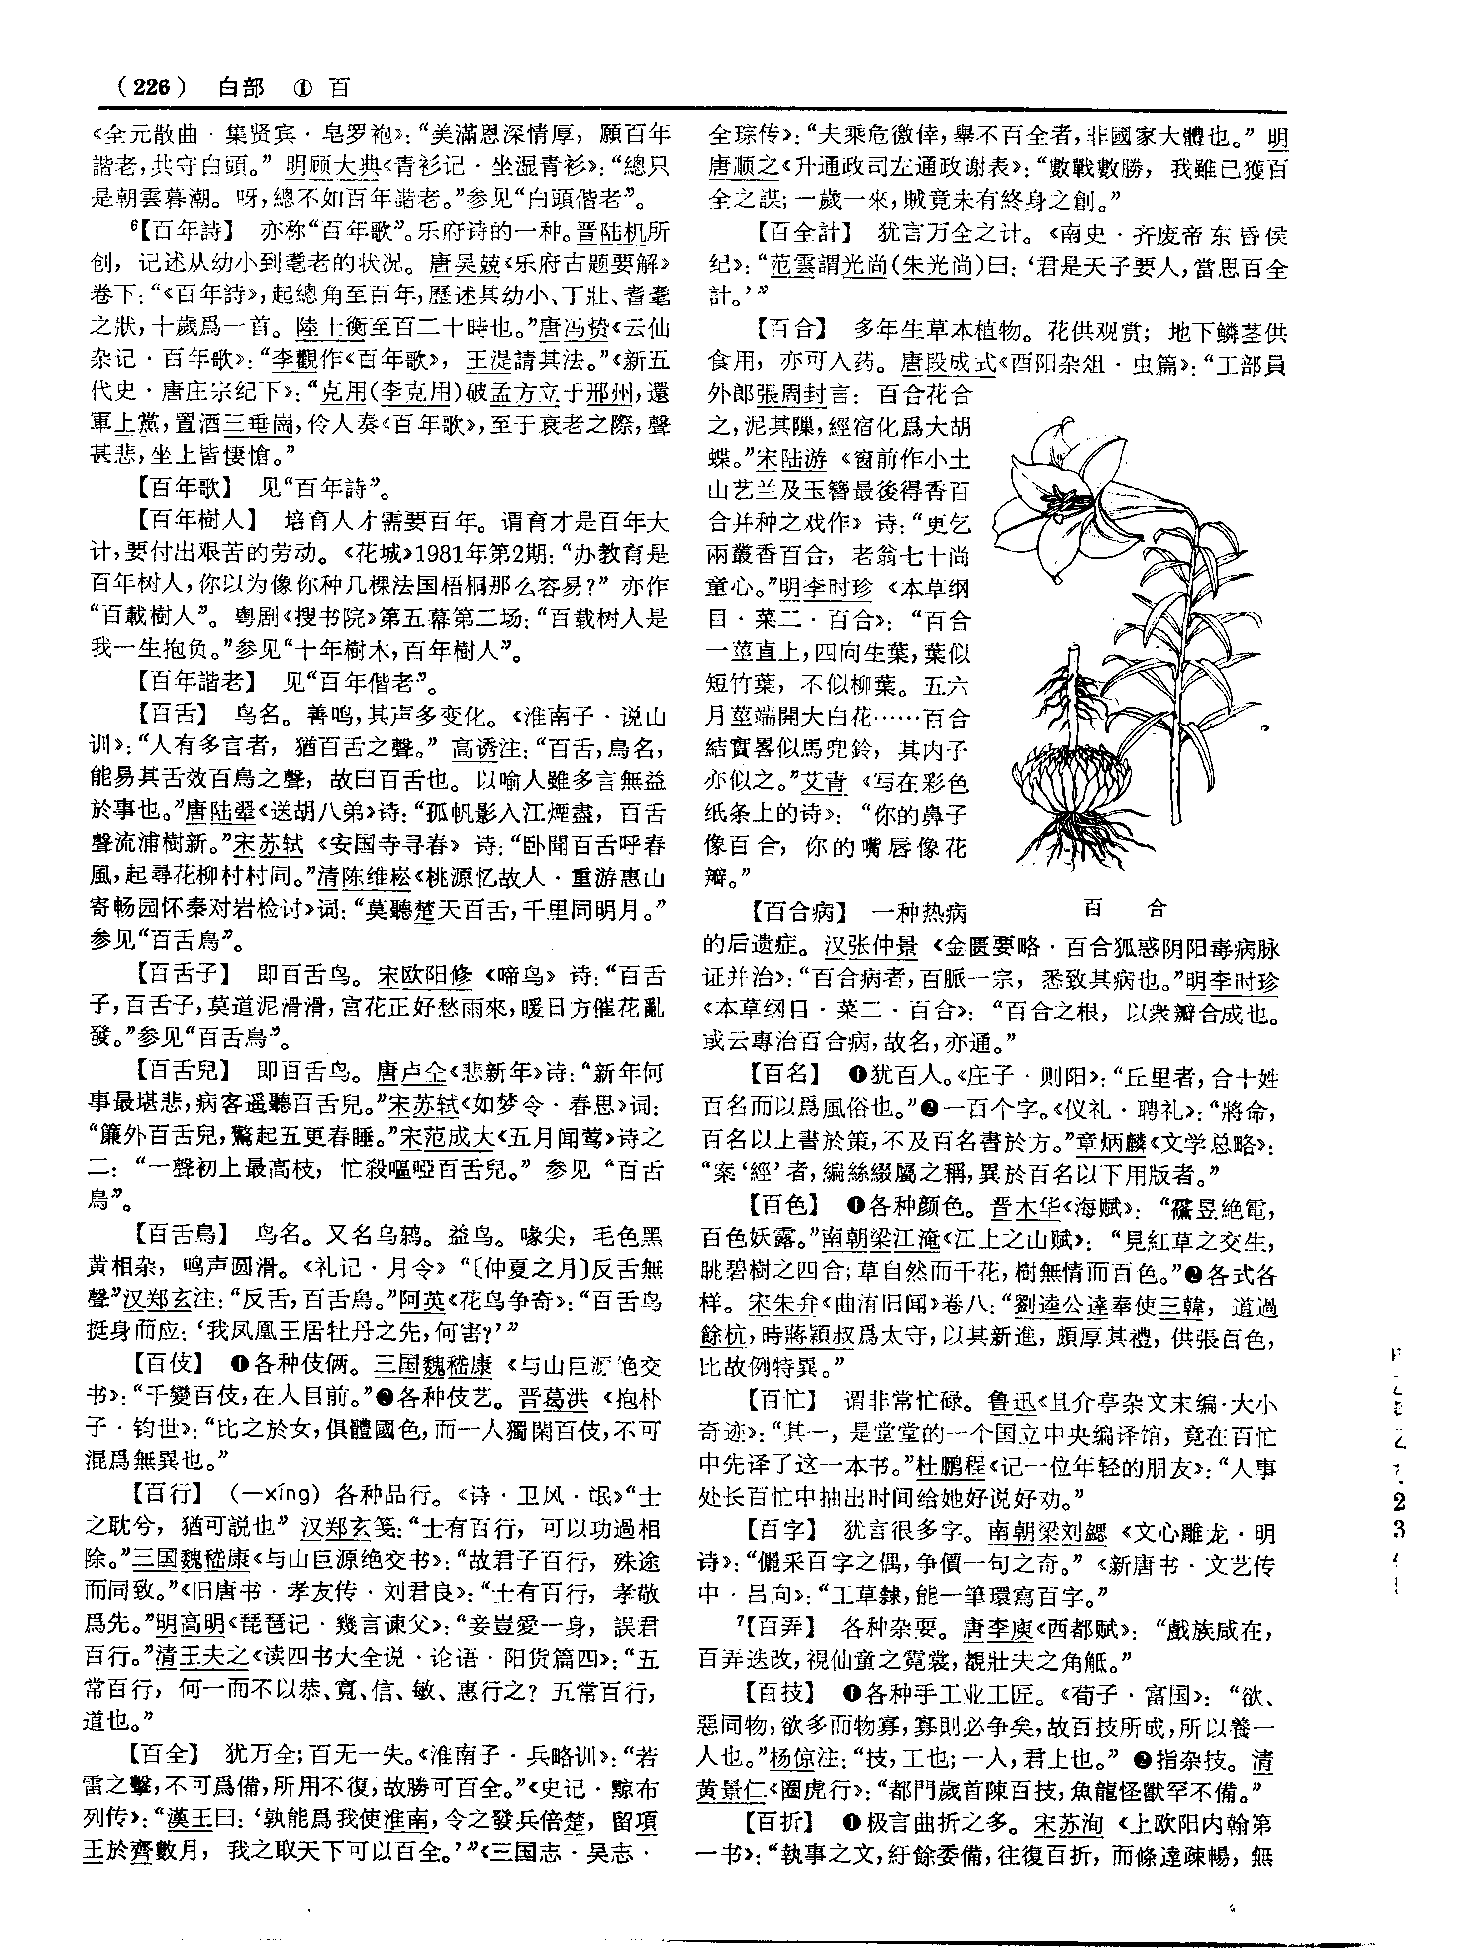 （226） 白部 ① 百
《全元散曲·集贤宾·皂罗袍》：“美滿恩深情厚，願百年
諧老，共守白頭。”明顾大典《青衫记·坐湿青衫》：“總只
是朝雲暮潮。呀，總不如百年諧老。”参见“白頭偕老”。
6【百年詩】 亦称“百年歌”。乐府诗的一种。晋陆机所
创，记述从幼小到耄老的状况。唐吴兢《乐府古题要解》
卷下：“《百年詩》，起總角至百年，歷述其幼小、丁壯、耆耄
之狀，十歲爲一首。陸士衡至百二十時也。”唐冯贽《云仙
杂记·百年歌》：“李觀作《百年歌》，王湜請其法。”《新五
代史·唐庄宗纪下》：“克用(李克用)破孟方立于邢州，還
軍上黨，置酒三垂崗，伶人奏《百年歌》，至于衰老之際，聲
甚悲，坐上皆悽愴。”
【百年歌】 见“百年詩”。
【百年樹人】 培育人才需要百年。谓育才是百年大
计，要付出艰苦的劳动。《花城》1981年第2期：“办教育是
百年树人，你以为像你种几棵法国梧桐那么容易？”亦作
“百載樹人”。粤剧《搜书院》第五幕第二场：“百载树人是
我一生抱负。”参见“十年樹木，百年樹人”。
【百年諧老】 见“百年偕老”。
【百舌】 鸟名。善鸣，其声多变化。《淮南子·说山
训》：“人有多言者，猶百舌之聲。”高诱注：“百舌，鳥名，
能易其舌效百鳥之聲，故曰百舌也。以喻人雖多言無益
於事也。”唐陆翚《送胡八弟》诗：“孤帆影入江煙盡，百舌
聲流浦樹新。”宋苏轼《安国寺寻春》诗：“卧聞百舌呼春
風，起尋花柳村村同。”清陈维崧《桃源忆故人·重游惠山
寄畅园怀秦对岩检讨》词：“莫聽楚天百舌，千里同明月。”
参见“百舌鳥”。
【百舌子】 即百舌鸟。宋欧阳修《啼鸟》诗：“百舌
子，百舌子，莫道泥滑滑，宫花正好愁雨來，暖日方催花亂
發。”参见“百舌鳥”。
【百舌兒】 即百舌鸟。唐卢仝《悲新年》诗：“新年何
事最堪悲，病客遥聽百舌兒。”宋苏轼《如梦令·春思》词：
“簾外百舌兒，驚起五更春睡。”宋范成大《五月闻莺》诗之
二：“一聲初上最高枝，忙殺嘔啞百舌兒。”参见“百舌
鳥”。
【百舌鳥】 鸟名。又名乌鸫。益鸟。喙尖，毛色黑
黄相杂，鸣声圆滑。《礼记·月令》“〔仲夏之月〕反舌無
聲”汉郑玄注：“反舌，百舌鳥。”阿英《花鸟争奇》：“百舌鸟
挺身而应：‘我凤凰王居牡丹之先，何害？’”
【百伎】 ❶各种伎俩。三国魏嵇康《与山巨源绝交
书》：“千變百伎，在人目前。”❷各种伎艺。晋葛洪《抱朴
子·钧世》：“比之於女，俱體國色，而一人獨閑百伎，不可
混爲無異也。”
【百行】 （—xíng）各种品行。《诗·卫风·氓》“士
之耽兮，猶可説也”汉郑玄笺：“士有百行，可以功過相
除。”三国魏嵇康《与山巨源绝交书》：“故君子百行，殊途
而同致。”《旧唐书·孝友传·刘君良》：“士有百行，孝敬
爲先。”明高明《琵琶记·幾言谏父》：“妾豈愛一身，誤君
百行。”清王夫之《读四书大全说·论语·阳货篇四》：“五
常百行，何一而不以恭、寬、信、敏、惠行之？五常百行，
道也。”
【百全】 犹万全；百无一失。《淮南子·兵略训》：“若
雷之擊，不可爲備，所用不復，故勝可百全。”《史记·黥布
列传》：“漢王曰：‘孰能爲我使淮南，令之發兵倍楚，留項
王於齊數月，我之取天下可以百全。’”《三国志·吴志·
全琮传》：“夫乘危徼倖，舉不百全者，非國家大體也。”明
唐顺之《升通政司左通政谢表》：“數戰數勝，我雖已獲百
全之謨；一歲一來，賊竟未有終身之創。”
【百全計】 犹言万全之计。《南史·齐废帝东昏侯
纪》：“范雲謂光尚(朱光尚)曰：‘君是天子要人，當思百全
計。’”
【百合】 多年生草本植物。花供观赏；地下鳞茎供
食用，亦可入药。唐段成式《酉阳杂俎·虫篇》：“工部員
外郎張周封言：百合花合
之，泥其隟，經宿化爲大胡
蝶。”宋陆游《窗前作小土
山艺兰及玉簪最後得香百
合并种之戏作》诗：“更乞
兩叢香百合，老翁七十尚
童心。”明李时珍《本草纲
目·菜二·百合》：“百合
一莖直上，四向生葉，葉似
短竹葉，不似柳葉。五六
月莖端開大白花……百合
結實畧似馬兜鈴，其内子
亦似之。”艾青《写在彩色
纸条上的诗》：“你的鼻子
像百合，你的嘴唇像花
瓣。”
百 合
【百合病】 一种热病
的后遗症。汉张仲景《金匮要略·百合狐惑阴阳毒病脉
证并治》：“百合病者，百脈一宗，悉致其病也。”明李时珍
《本草纲目·菜二·百合》：“百合之根，以衆瓣合成也。
或云專治百合病，故名，亦通。”
【百名】 ❶犹百人。《庄子·则阳》：“丘里者，合十姓
百名而以爲風俗也。”❷一百个字。《仪礼·聘礼》：“將命，
百名以上書於策，不及百名書於方。”章炳麟《文学总略》：
“案‘經’者，編絲綴屬之稱，異於百名以下用版者。”
【百色】 ❶各种颜色。晋木华《海赋》：“䨴昱絶電，
百色妖露。”南朝梁江淹《江上之山赋》：“見紅草之交生，
眺碧樹之四合；草自然而千花，樹無情而百色。”❷各式各
样。宋朱弁《曲洧旧闻》卷八：“劉逵公達奉使三韓，道過
餘杭，時蔣穎叔爲太守，以其新進，頗厚其禮，供張百色，
比故例特異。”
【百忙】 谓非常忙碌。鲁迅《且介亭杂文末编·大小
奇迹》：“其一，是堂堂的一个国立中央编译馆，竟在百忙
中先译了这一本书。”杜鹏程《记一位年轻的朋友》：“人事
处长百忙中抽出时间给她好说好劝。”
【百字】 犹言很多字。南朝梁刘勰《文心雕龙·明
诗》：“儷采百字之偶，争價一句之奇。”《新唐书·文艺传
中·吕向》：“工草隸，能一筆環寫百字。”
7【百弄】 各种杂耍。唐李庾《西都赋》：“戲族咸在，
百弄迭改，視仙童之霓裳，覩壯夫之角觝。”
【百技】 ❶各种手工业工匠。《荀子·富国》：“欲、
惡同物，欲多而物寡，寡則必争矣，故百技所成，所以養一
人也。”杨倞注：“技，工也；一人，君上也。”❷指杂技。清
黄景仁《圈虎行》：“都門歲首陳百技，魚龍怪獸罕不備。”
【百折】 ❶极言曲折之多。宋苏洵《上欧阳内翰第
一书》：“執事之文，紆餘委備，往復百折，而條達疎暢，無